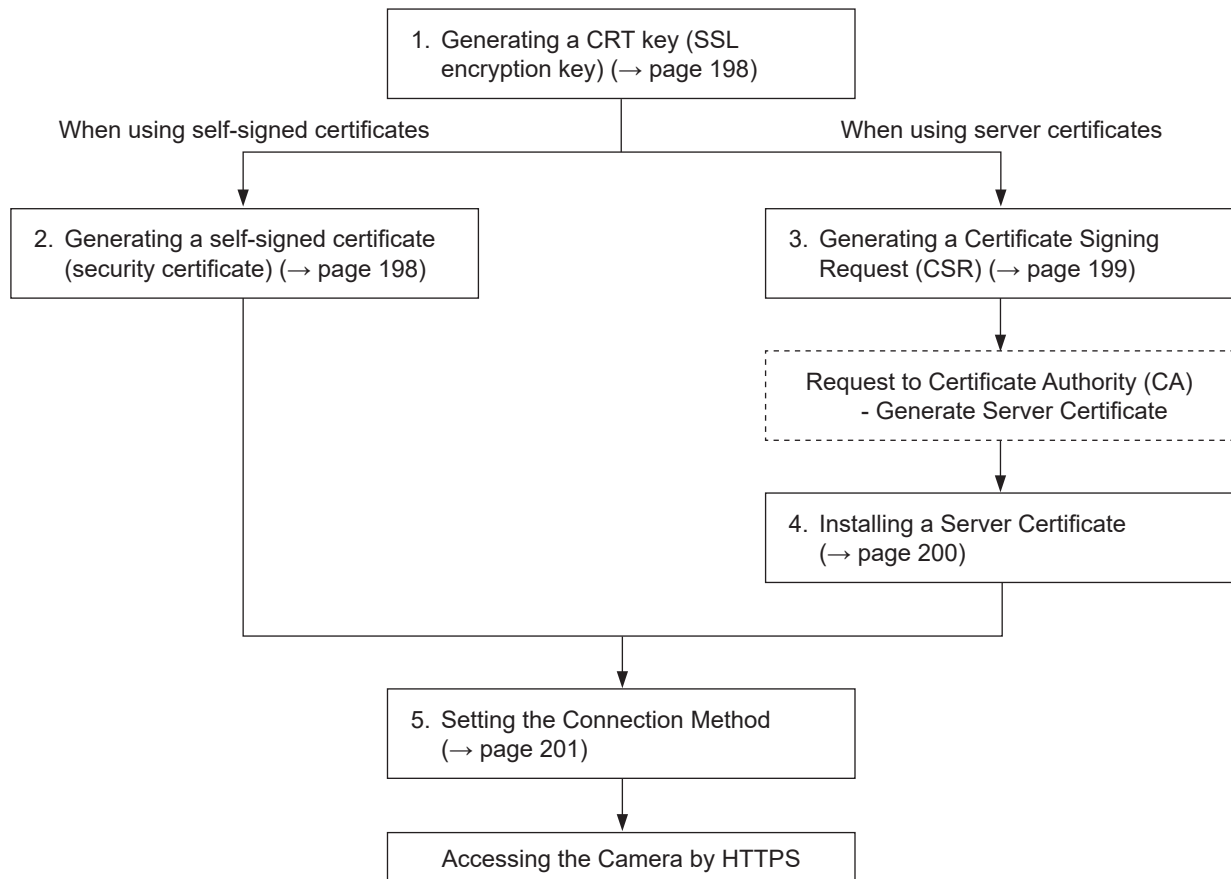 1. Generating a CRT key (SSL
encryption key) (→ page 198)
When using self-signed certificates
When using server certificates
2. Generating a self-signed certificate
(security certificate) (→ page 198)
3. Generating a Certificate Signing
Request (CSR) (→ page 199)
Request to Certificate Authority (CA)
- Generate Server Certificate
4. Installing a Server Certificate
(→ page 200)
5. Setting the Connection Method
(→ page 201)
Accessing the Camera by HTTPS